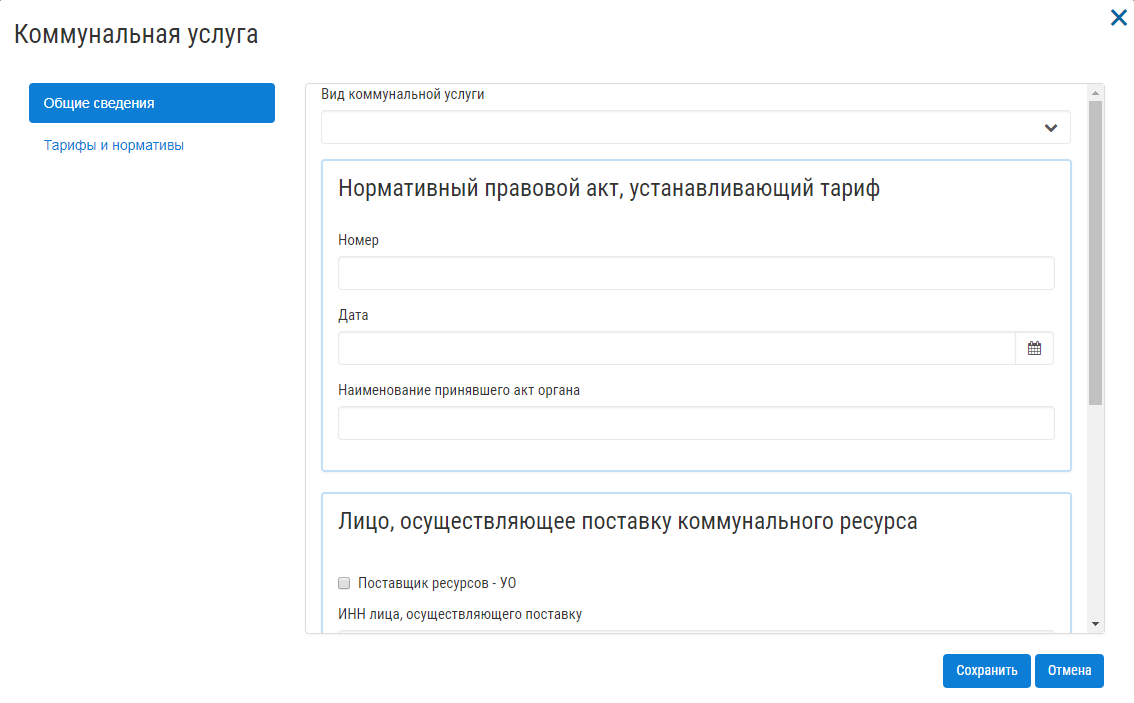 Коммунальная услуга
Общие сведения
Тарифы и нормативы
Вид коммунальной услуги
Нормативный правовой акт, устанавливающий тариф
Номер
Дата
Наименование принявшего акт органа
Лицо, осуществляющее поставку коммунального ресурса
Поставщик ресурсов - УО
ИНН лица, осуществляющего поставку
Сохранить Отмена